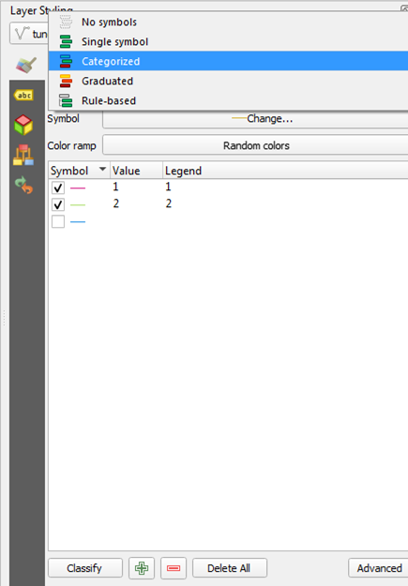 Layer Styling
tun
No symbols
Single symbol
Categorized
Graduated
Rule-based
abc
Symbol Change...
Color ramp Random colors
Symbol Value Legend
1 1
2 2
Classify Delete All Advanced